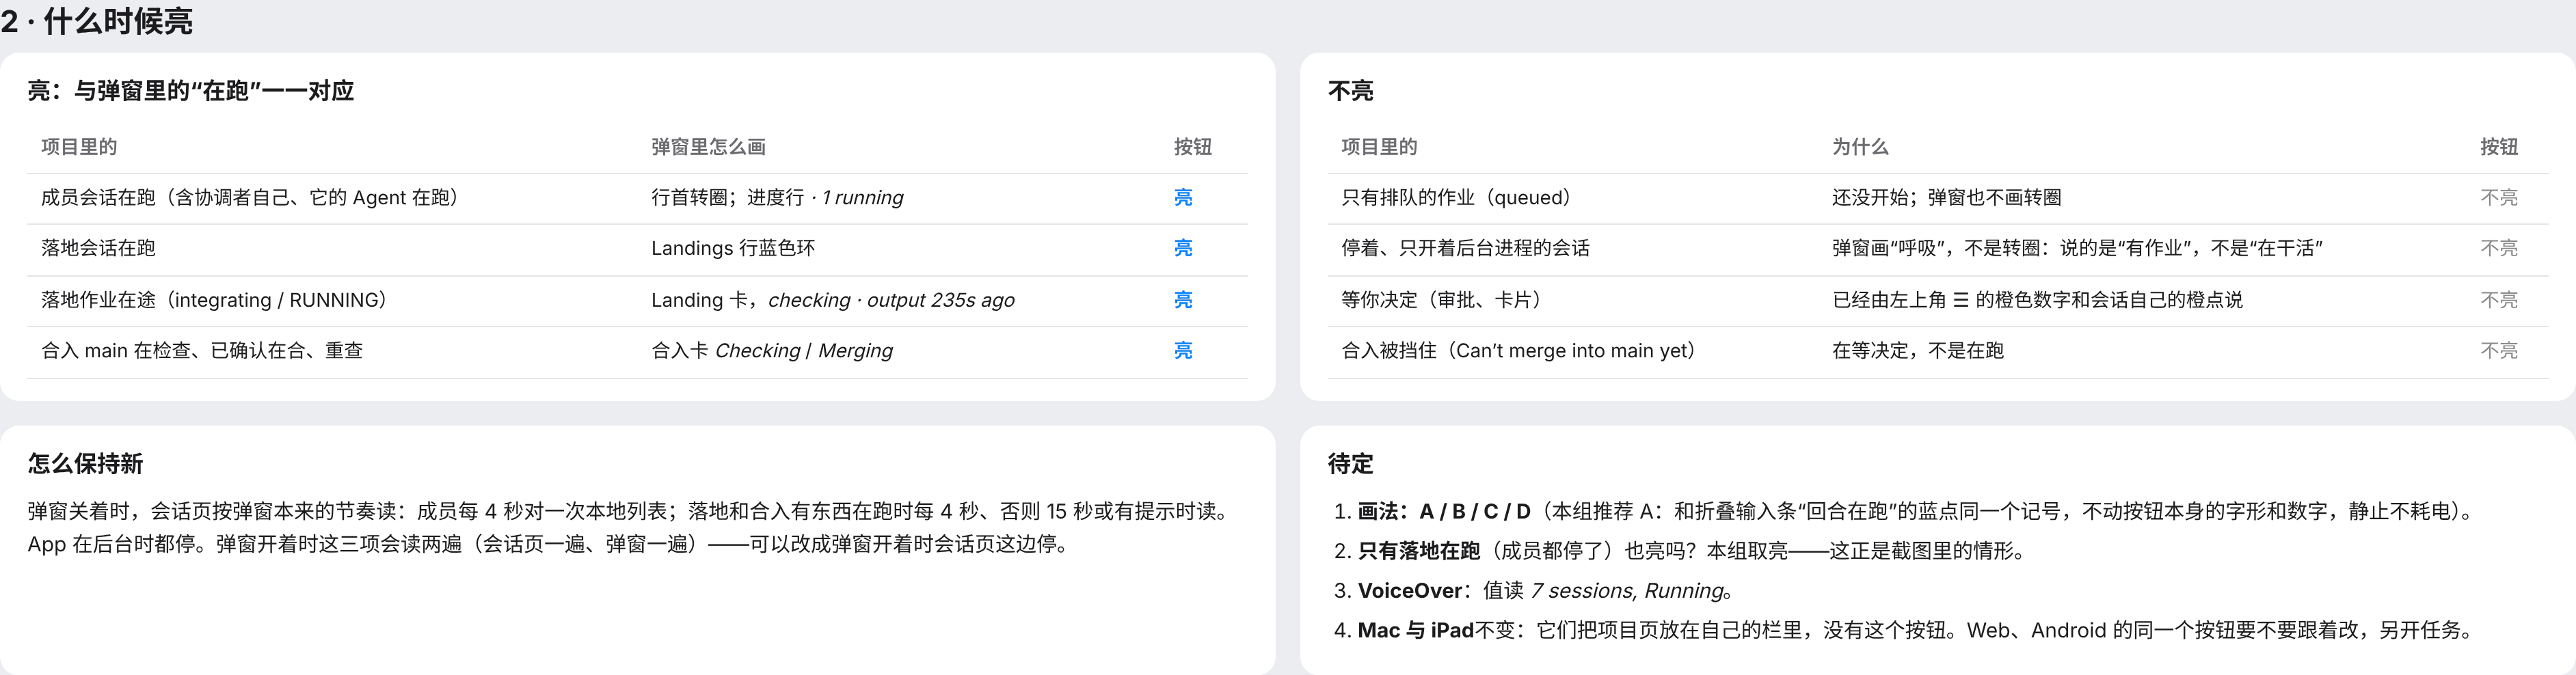 2 · 什么时候亮
亮：与弹窗里的“在跑”一一对应
项目里的 弹窗里怎么画 按钮
成员会话在跑（含协调者自己、它的 Agent 在跑） 行首转圈；进度行 · 1 running 亮
落地会话在跑 Landings 行蓝色环 亮
落地作业在途（integrating / RUNNING） Landing 卡，checking · output 235s ago 亮
合入 main 在检查、已确认在合、重查 合入卡 Checking / Merging 亮
不亮
项目里的 为什么 按钮
只有排队的作业（queued） 还没开始；弹窗也不画转圈 不亮
停着、只开着后台进程的会话 弹窗画“呼吸”，不是转圈：说的是“有作业”，不是“在干活” 不亮
等你决定（审批、卡片） 已经由左上角 ☰ 的橙色数字和会话自己的橙点说 不亮
合入被挡住（Can’t merge into main yet） 在等决定，不是在跑 不亮
怎么保持新
弹窗关着时，会话页按弹窗本来的节奏读：成员每 4 秒对一次本地列表；落地和合入有东西在跑时每 4 秒、否则 15 秒或有提示时读。
App 在后台时都停。弹窗开着时这三项会读两遍（会话页一遍、弹窗一遍）——可以改成弹窗开着时会话页这边停。
待定
1. 画法：A / B / C / D（本组推荐 A：和折叠输入条“回合在跑”的蓝点同一个记号，不动按钮本身的字形和数字，静止不耗电）。
2. 只有落地在跑（成员都停了）也亮吗？本组取亮——这正是截图里的情形。
3. VoiceOver：值读 7 sessions, Running。
4. Mac 与 iPad不变：它们把项目页放在自己的栏里，没有这个按钮。Web、Android 的同一个按钮要不要跟着改，另开任务。